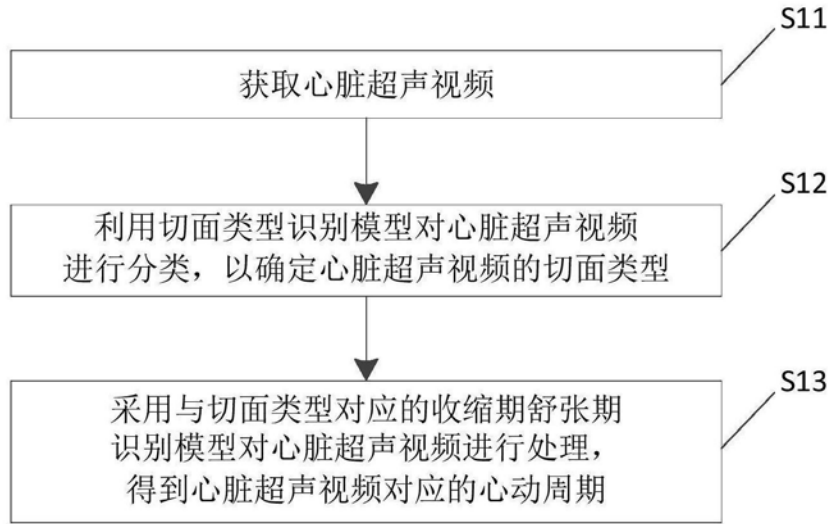 S11
获取心脏超声视频
S12
利用切面类型识别模型对心脏超声视频
进行分类，以确定心脏超声视频的切面类型
S13
采用与切面类型对应的收缩期舒张期
识别模型对心脏超声视频进行处理，
得到心脏超声视频对应的心动周期